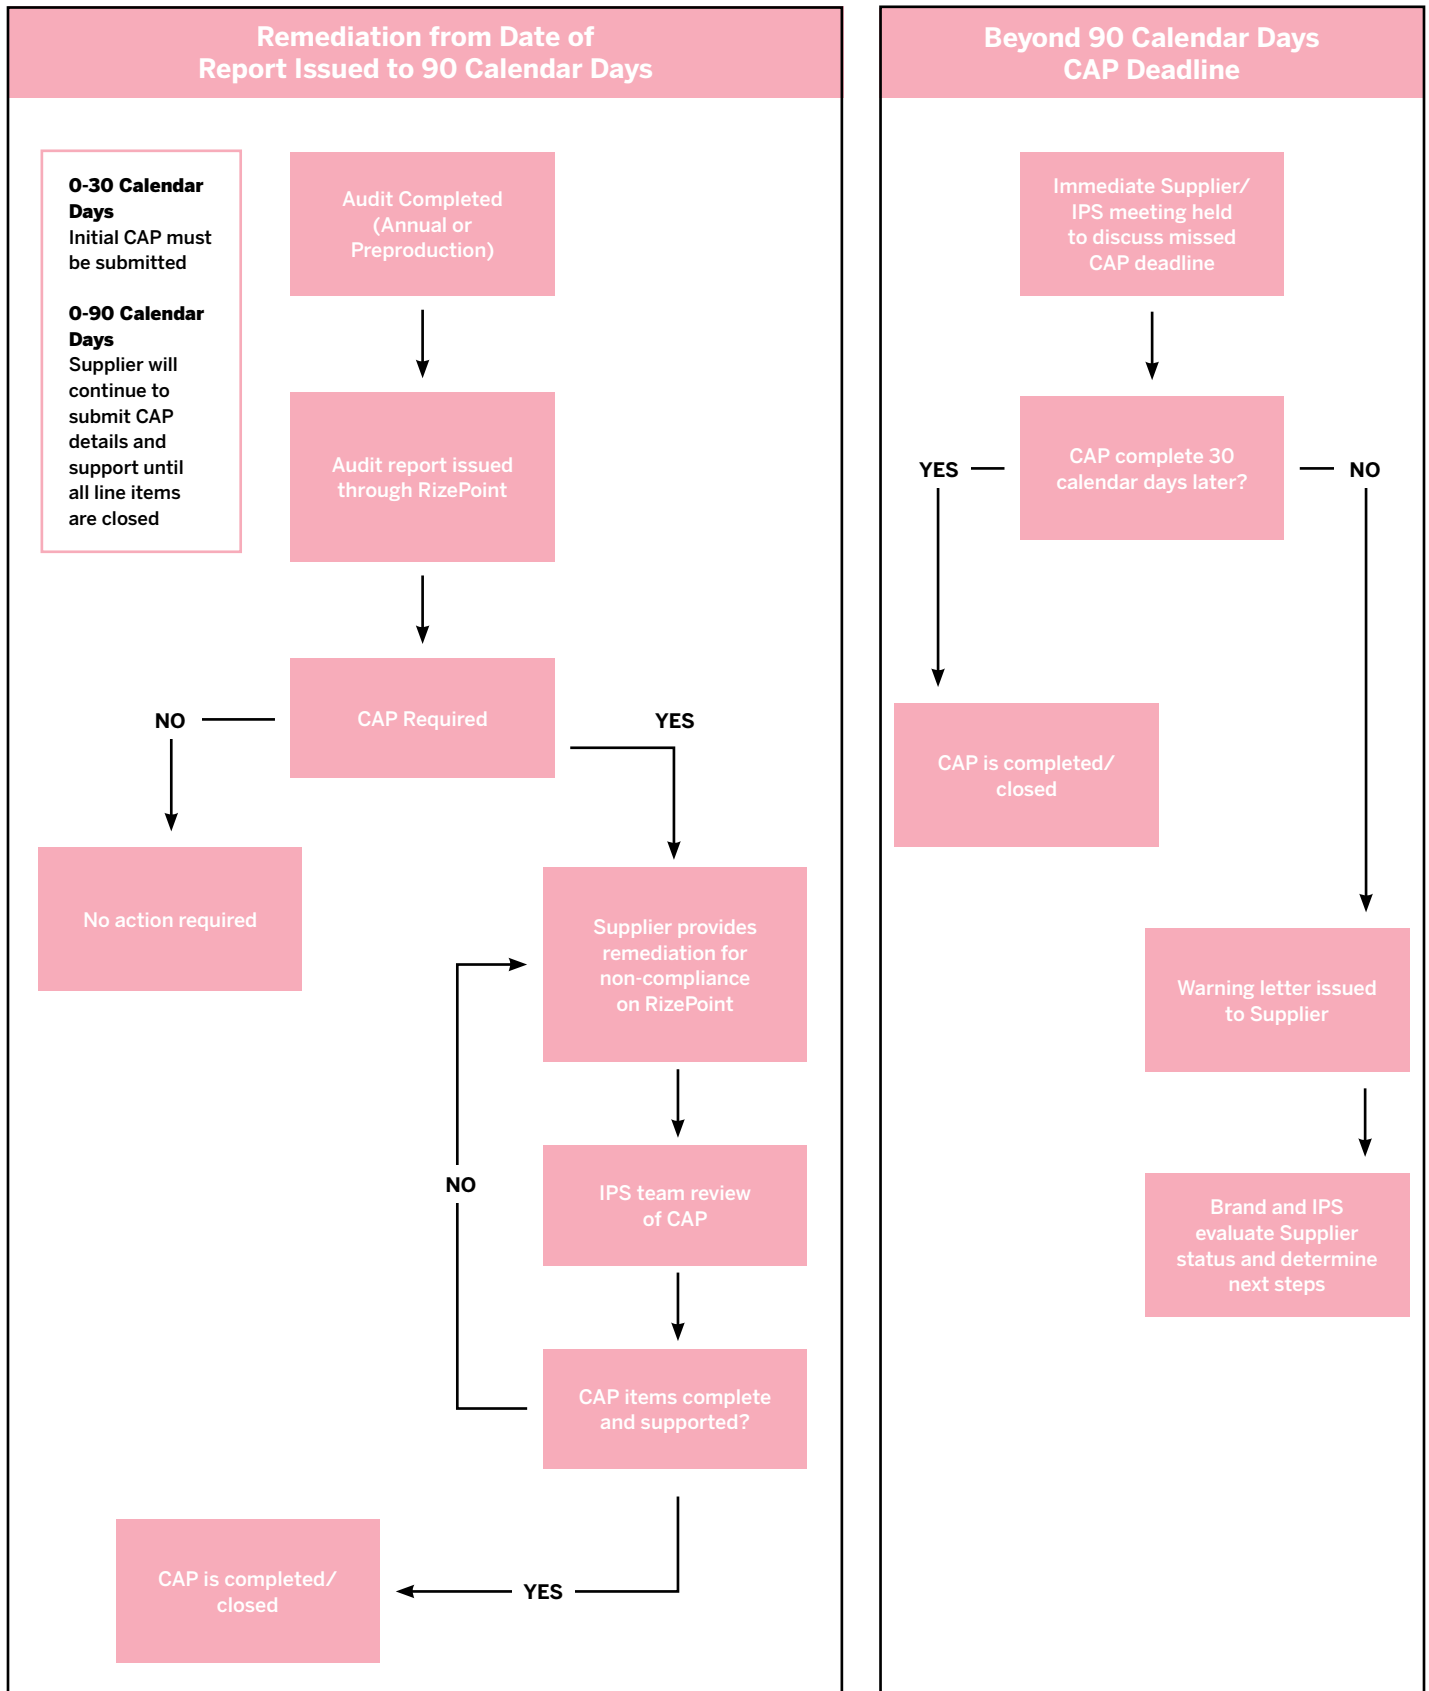 Remediation from Date of
Report Issued to 90 Calendar Days
0-30 Calendar
Days
Initial CAP must
be submitted
0-90 Calendar
Days
Supplier will
continue to
submit CAP
details and
support until
all line items
are closed
Audit Completed
(Annual or
Preproduction)
Audit report issued
through RizePoint
CAP Required
NO
YES
No action required
Supplier provides
remediation for
non-compliance
on RizePoint
IPS team review
of CAP
NO
CAP items complete
and supported?
YES
CAP is completed/
closed
Beyond 90 Calendar Days
CAP Deadline
Immediate Supplier/
IPS meeting held
to discuss missed
CAP deadline
CAP complete 30
calendar days later?
YES
NO
CAP is completed/
closed
Warning letter issued
to Supplier
Brand and IPS
evaluate Supplier
status and determine
next steps